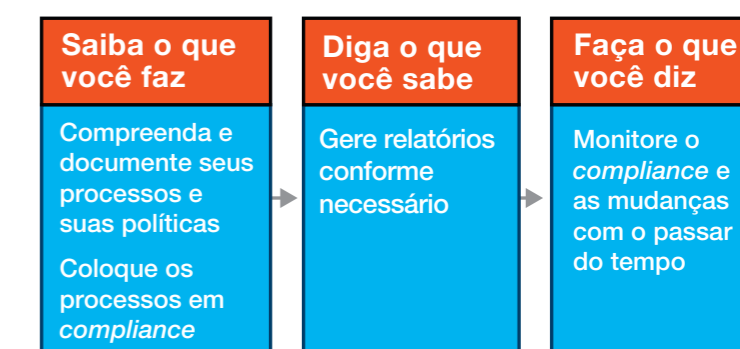 Saiba o que
você faz
Compreenda e
documente seus
processos e
suas políticas
Coloque os
processos em
compliance
Diga o que
você sabe
Gere relatórios
conforme
necessário
Faça o que
você diz
Monitore o
compliance e
as mudanças
com o passar
do tempo